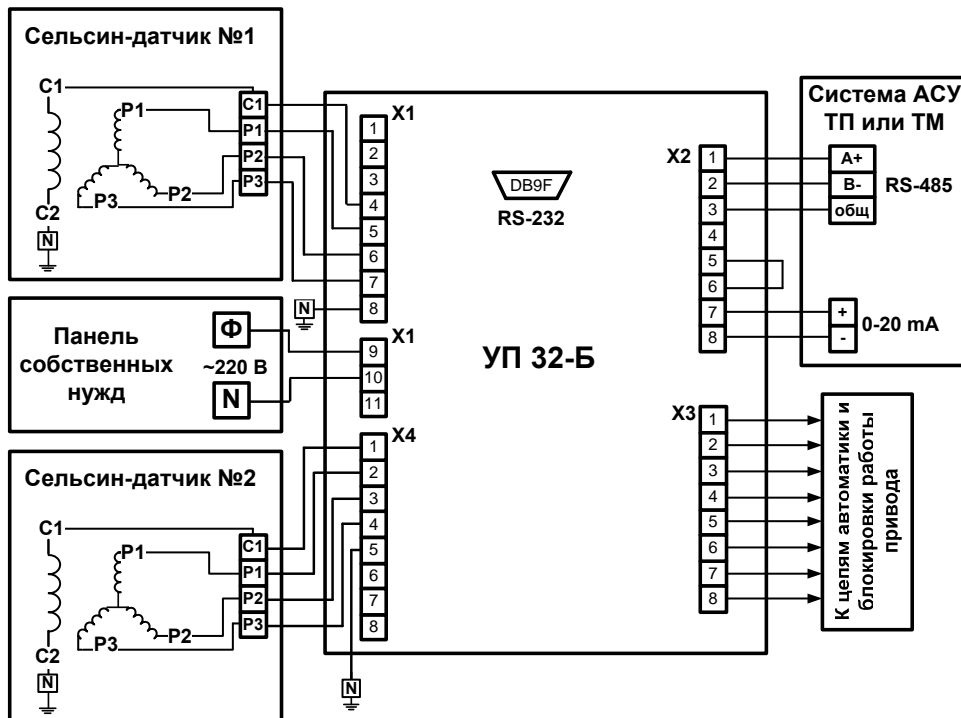 Сельсин-датчик №1
C1
P1
P2
P3
C2
N
C1
P1
P2
P3
Панель
собственных
нужд
Ф
~220 В
N
Сельсин-датчик №2
C1
P1
P2
P3
C2
N
C1
P1
P2
P3
X1
1
2
3
4
5
6
7
8
N
X1
9
10
11
X4
1
2
3
4
5
6
7
8
N
DB9F
RS-232
УП 32-Б
X2
1
2
3
4
5
6
7
8
X3
1
2
3
4
5
6
7
8
Система АСУ
ТП или ТМ
A+
B-
общ
RS-485
+
-
0-20 mA
К цепям автоматики и
блокировки работы
привода